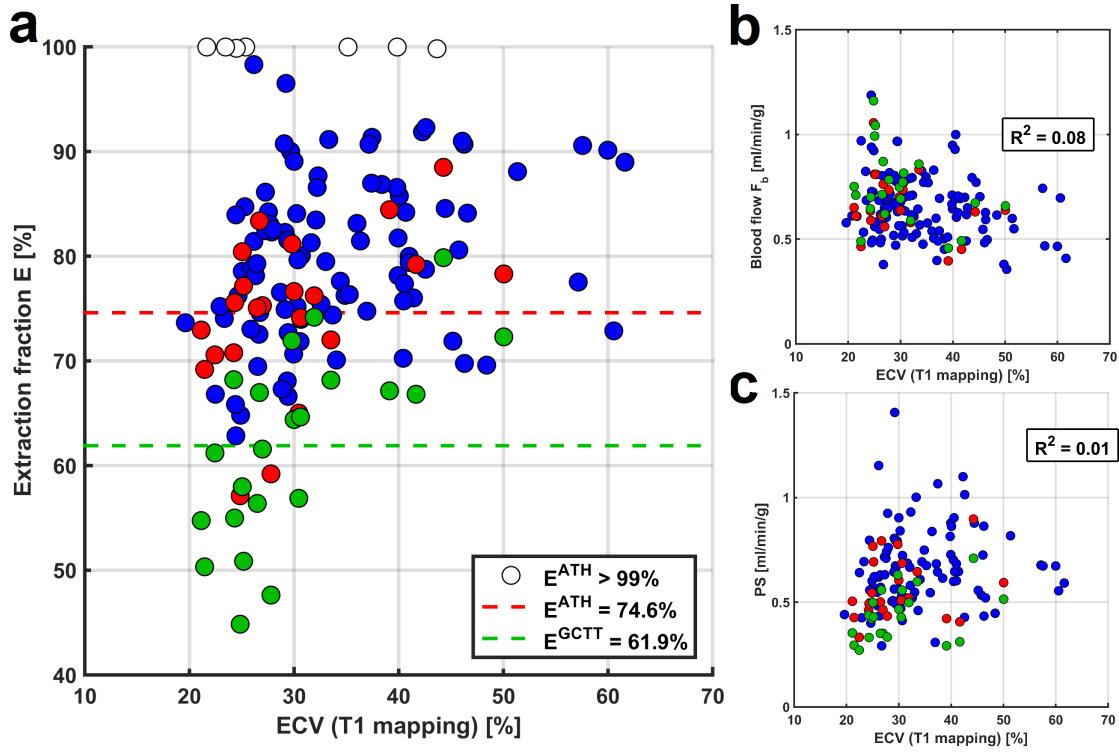 a
Extraction fraction E [%]
100
90
80
70
60
50
40
10
20
30
40
50
60
70
ECV (T1 mapping) [%]
E^ATH > 99%
E^ATH = 74.6%
E^GCTT = 61.9%
b
Blood flow F_b [ml/min/g]
1.5
1
0.5
0
10
20
30
40
50
60
70
ECV (T1 mapping) [%]
R² = 0.08
c
PS [ml/min/g]
1.5
1
0.5
0
10
20
30
40
50
60
70
ECV (T1 mapping) [%]
R² = 0.01